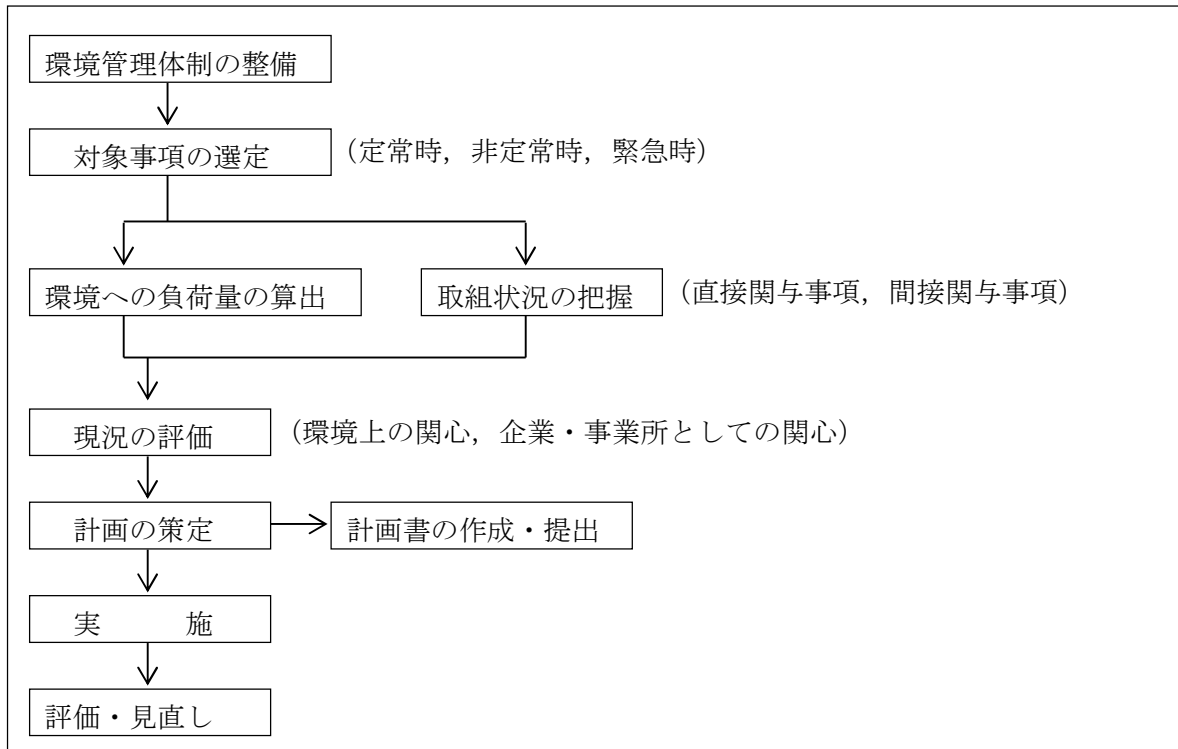 環境管理体制の整備
対象事項の選定 (定常時，非定常時，緊急時)
環境への負荷量の算出 取組状況の把握 (直接関与事項，間接関与事項)
現況の評価 (環境上の関心，企業・事業所としての関心)
計画の策定 計画書の作成・提出
実 施
評価・見直し